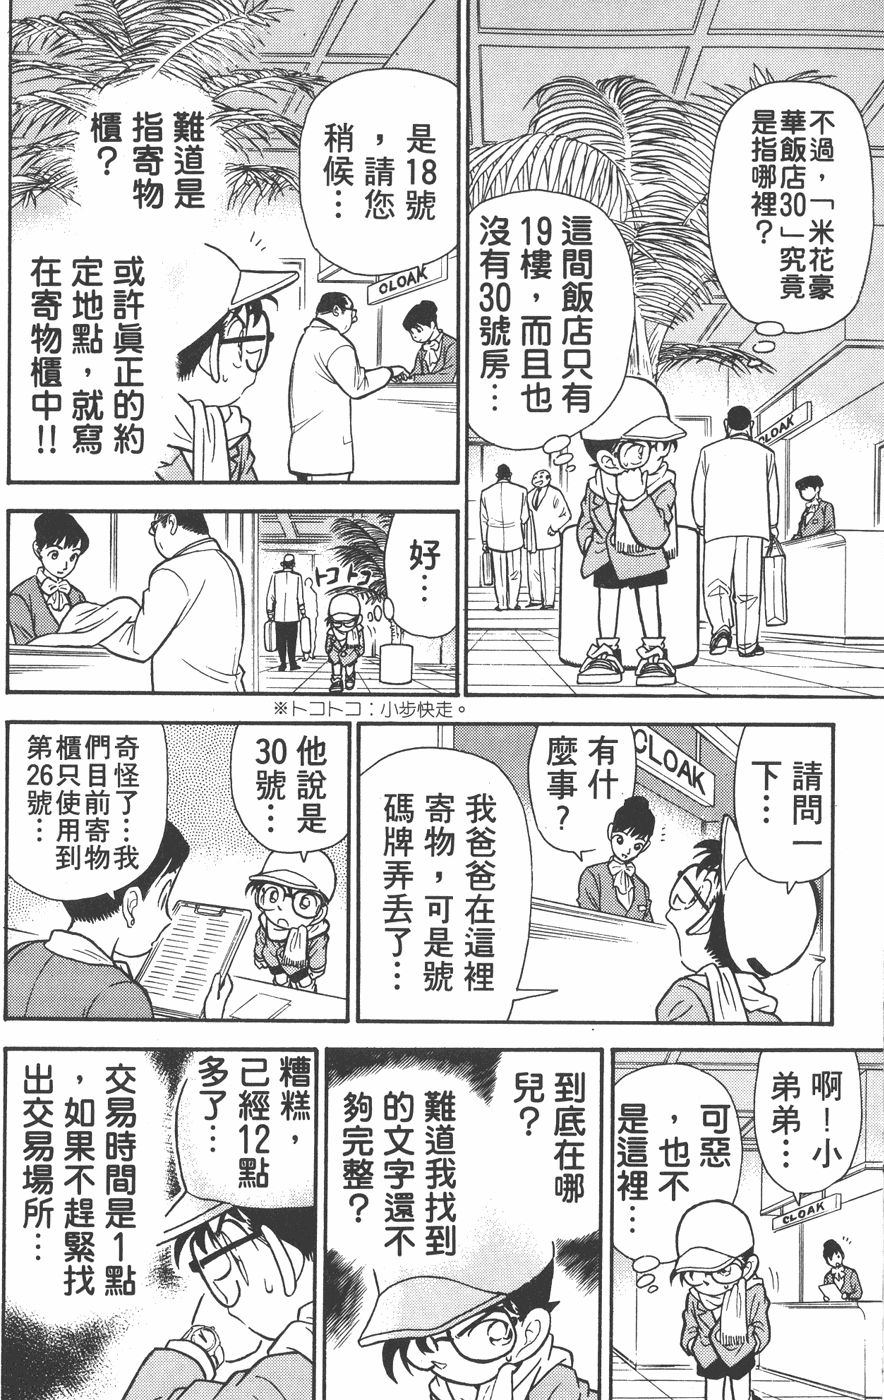 不過，「米花豪
華飯店30」究竟
是指哪裡？
這間飯店只有
19樓，而且也
沒有30號房…
CLOAK
是18號
，請您
稍候…
CLOAK
難道是
指寄物
櫃？
或許真正的約
定地點，就寫
在寄物櫃中!!
好…
トコトコ
※トコトコ：小步快走。
請問一
下…
有什
麼事？
CLOAK
我爸爸在這裡
寄物，可是號
碼牌弄丟了…
他說是
30號…
奇怪了…我
們目前寄物
櫃只使用到
第26號…
啊！小
弟弟…
CLOAK
可惡
，也不
是這裡…
到底在哪
兒？
難道我找到
的文字還不
夠完整？
糟糕，
已經12點
多了…
交易時間是1點
，如果不趕緊找
出交易場所…